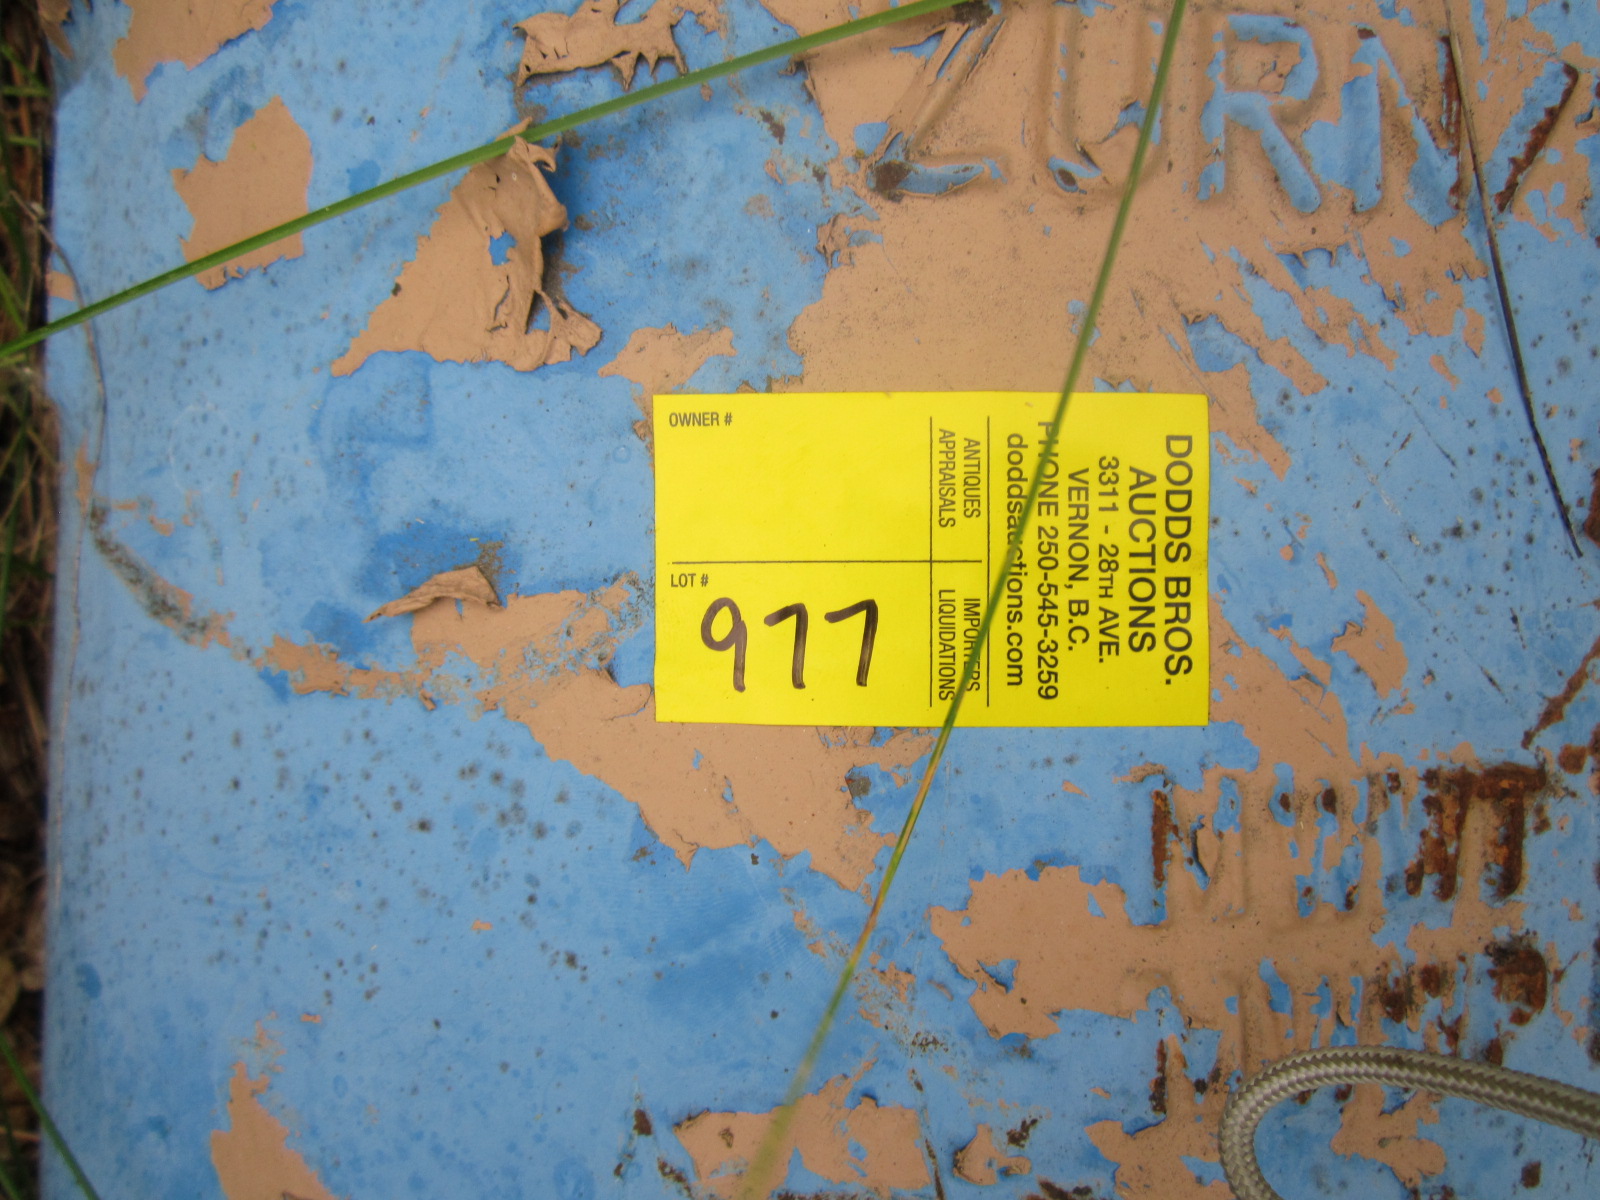 ZURN
DODDS BROS.
AUCTIONS
3311 - 28TH AVE.
VERNON, B.C.
PHONE 250-545-3259
doddsauctions.com
ANTIQUES IMPORTERS
APPRAISALS LIQUIDATIONS
OWNER #
LOT #
977